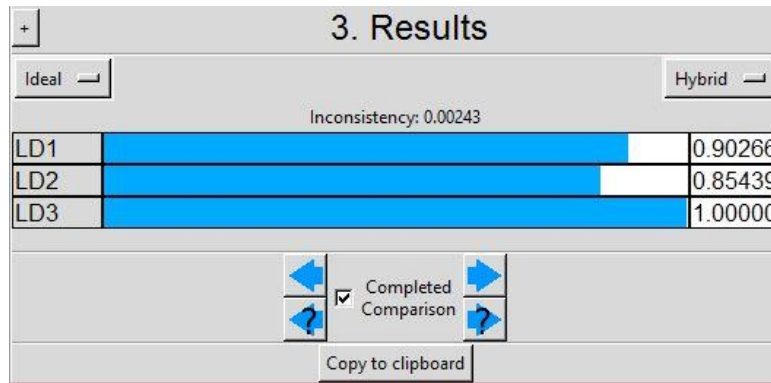 +
3. Results
Ideal
Hybrid
Inconsistency: 0.00243
LD1 0.90266
LD2 0.85439
LD3 1.00000
Completed
Comparison
? ?
Copy to clipboard